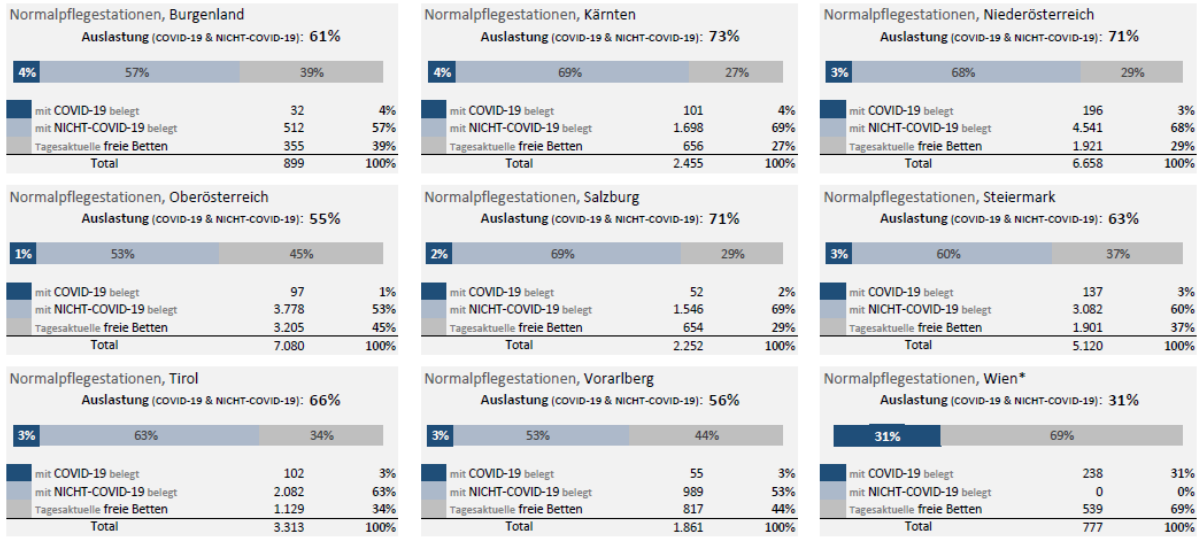 Normalpflegestationen, Burgenland
Auslastung (COVID-19 & NICHT-COVID-19): 61%
4% 57% 39%
mit COVID-19 belegt 32 4%
mit NICHT-COVID-19 belegt 512 57%
Tagesaktuelle freie Betten 355 39%
Total 899 100%
Normalpflegestationen, Kärnten
Auslastung (COVID-19 & NICHT-COVID-19): 73%
4% 69% 27%
mit COVID-19 belegt 101 4%
mit NICHT-COVID-19 belegt 1.698 69%
Tagesaktuelle freie Betten 656 27%
Total 2.455 100%
Normalpflegestationen, Niederösterreich
Auslastung (COVID-19 & NICHT-COVID-19): 71%
3% 68% 29%
mit COVID-19 belegt 196 3%
mit NICHT-COVID-19 belegt 4.541 68%
Tagesaktuelle freie Betten 1.921 29%
Total 6.658 100%
Normalpflegestationen, Oberösterreich
Auslastung (COVID-19 & NICHT-COVID-19): 55%
1% 53% 45%
mit COVID-19 belegt 97 1%
mit NICHT-COVID-19 belegt 3.778 53%
Tagesaktuelle freie Betten 3.205 45%
Total 7.080 100%
Normalpflegestationen, Salzburg
Auslastung (COVID-19 & NICHT-COVID-19): 71%
2% 69% 29%
mit COVID-19 belegt 52 2%
mit NICHT-COVID-19 belegt 1.546 69%
Tagesaktuelle freie Betten 654 29%
Total 2.252 100%
Normalpflegestationen, Steiermark
Auslastung (COVID-19 & NICHT-COVID-19): 63%
3% 60% 37%
mit COVID-19 belegt 137 3%
mit NICHT-COVID-19 belegt 3.082 60%
Tagesaktuelle freie Betten 1.901 37%
Total 5.120 100%
Normalpflegestationen, Tirol
Auslastung (COVID-19 & NICHT-COVID-19): 66%
3% 63% 34%
mit COVID-19 belegt 102 3%
mit NICHT-COVID-19 belegt 2.082 63%
Tagesaktuelle freie Betten 1.129 34%
Total 3.313 100%
Normalpflegestationen, Vorarlberg
Auslastung (COVID-19 & NICHT-COVID-19): 56%
3% 53% 44%
mit COVID-19 belegt 55 3%
mit NICHT-COVID-19 belegt 989 53%
Tagesaktuelle freie Betten 817 44%
Total 1.861 100%
Normalpflegestationen, Wien*
Auslastung (COVID-19 & NICHT-COVID-19): 31%
31% 69%
mit COVID-19 belegt 238 31%
mit NICHT-COVID-19 belegt 0 0%
Tagesaktuelle freie Betten 539 69%
Total 777 100%